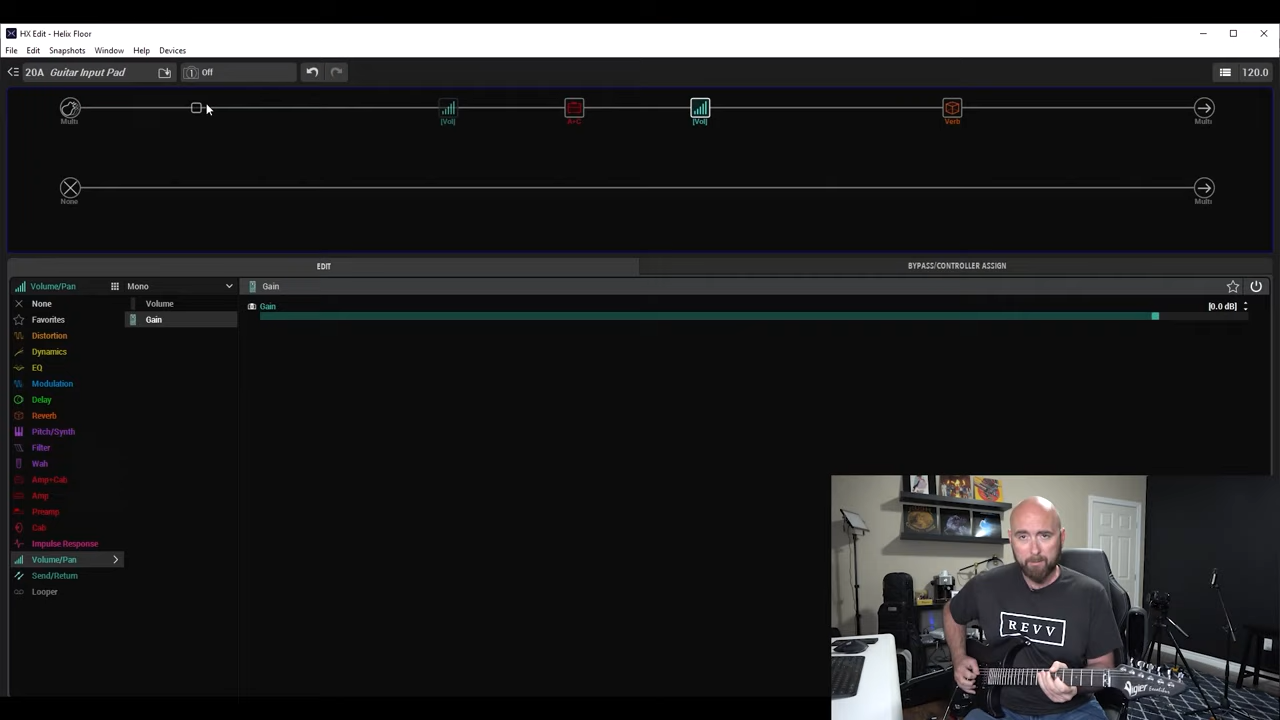 HX Edit - Helix Floor
File Edit Snapshots Window Help Devices
20A Guitar Input Pad 1 Off 120.0
Multi [Vol] A+C [Vol] Verb Multi
None Multi
EDIT BYPASS/CONTROLLER ASSIGN
Volume/Pan Mono Gain
None Volume Gain [0.0 dB]
Favorites Gain
Distortion
Dynamics
EQ
Modulation
Delay
Reverb
Pitch/Synth
Filter
Wah
Amp+Cab
Amp
Preamp
Cab
Impulse Response
Volume/Pan
Send/Return
Looper
REVV
Vigier Excalibur